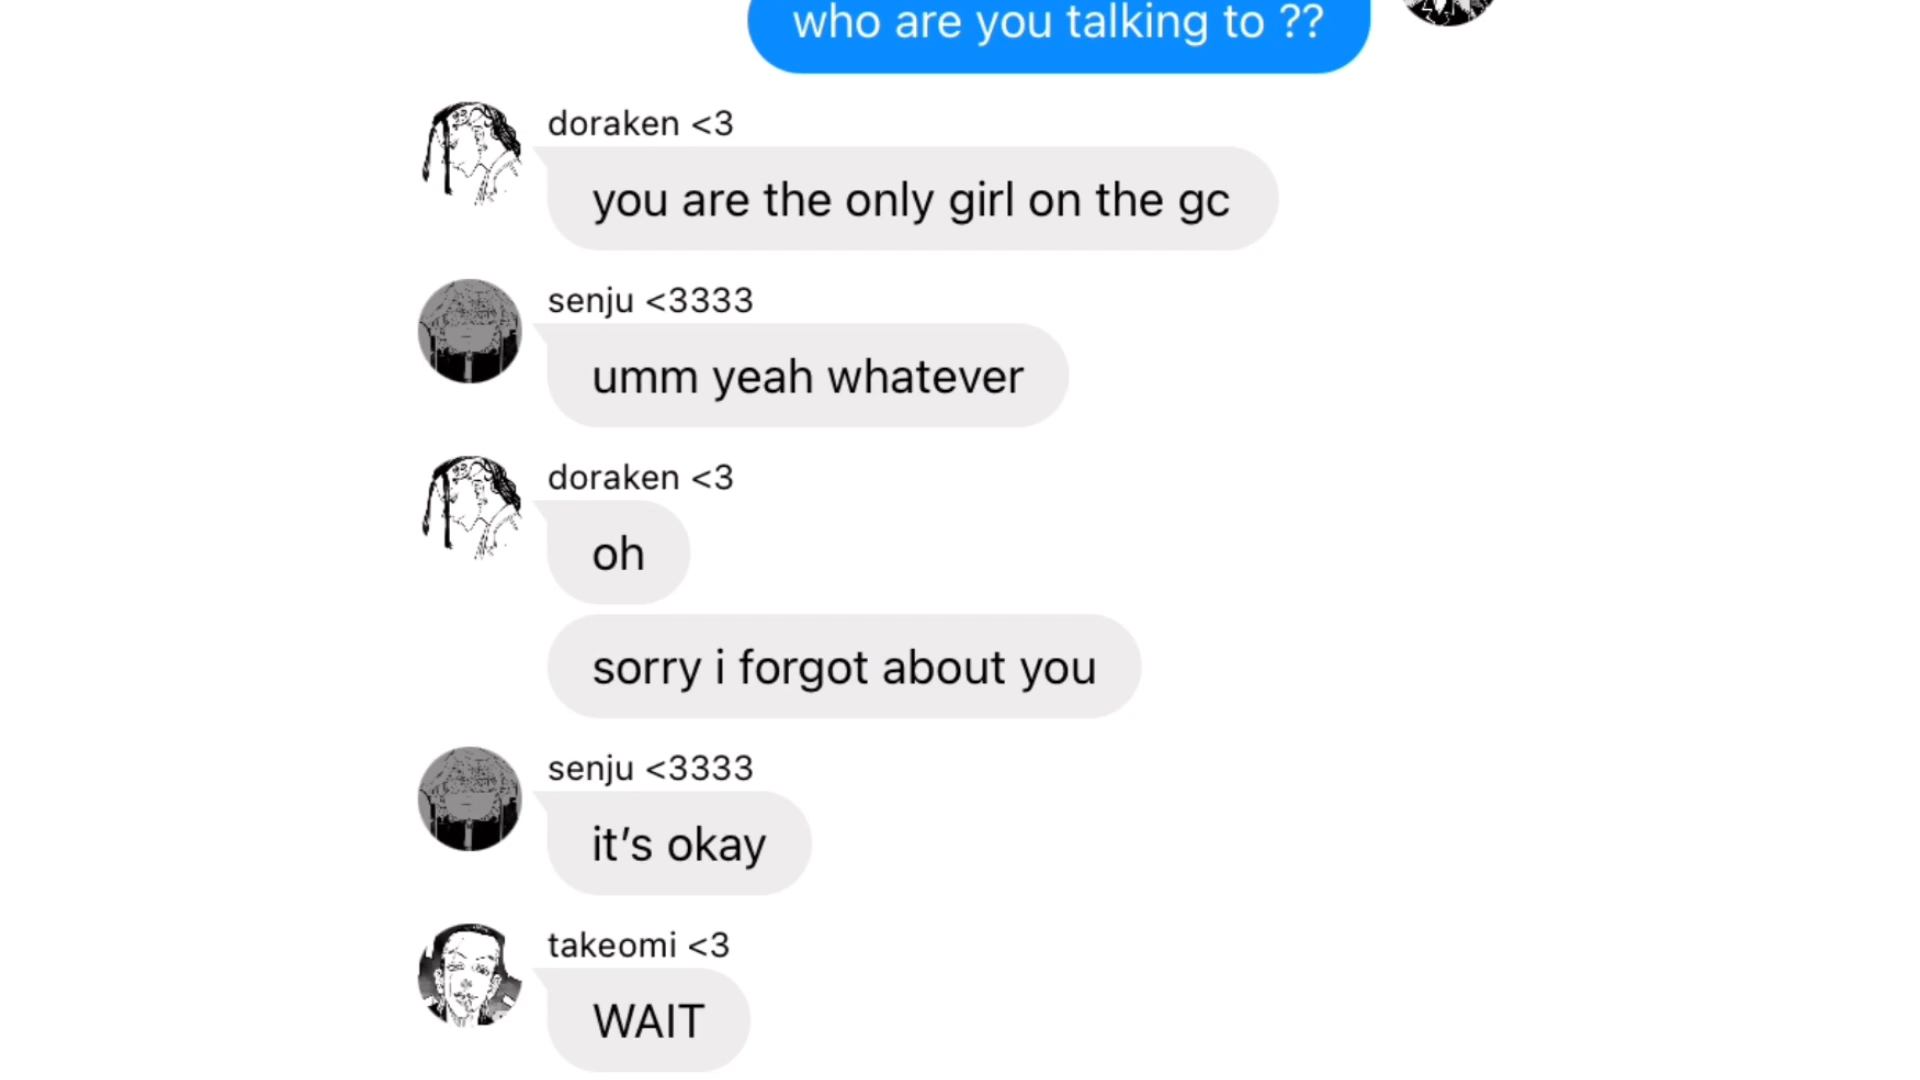 who are you talking to ??
doraken <3
you are the only girl on the gc
senju <3333
umm yeah whatever
doraken <3
oh
sorry i forgot about you
senju <3333
it’s okay
takeomi <3
WAIT